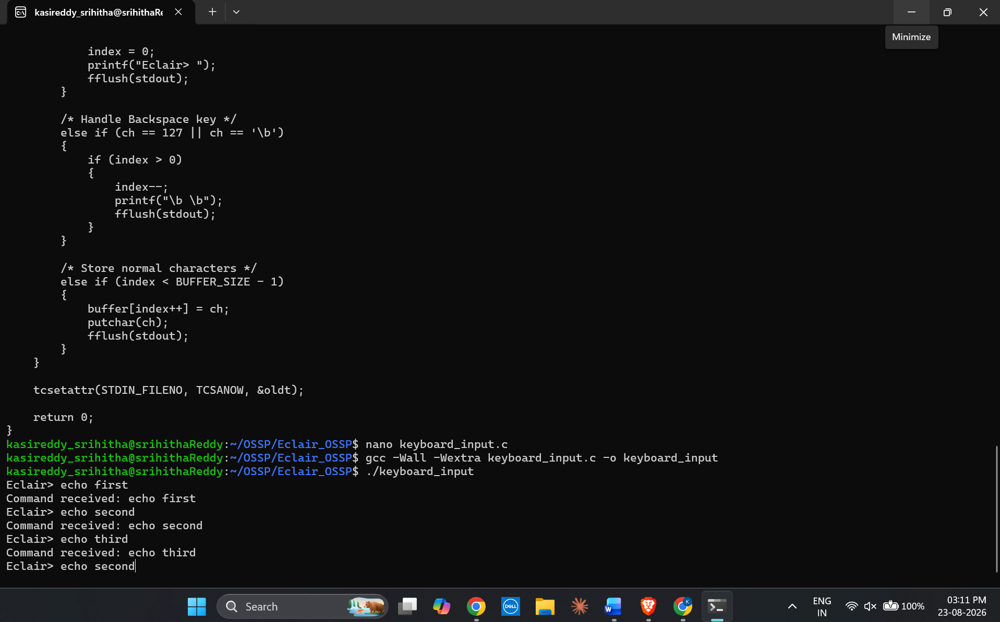 kasireddy_srihitha@srihithaRe
Minimize
index = 0;
printf("Eclair> ");
fflush(stdout);
}
/* Handle Backspace key */
else if (ch == 127 || ch == '\b')
{
if (index > 0)
{
index--;
printf("\b \b");
fflush(stdout);
}
}
/* Store normal characters */
else if (index < BUFFER_SIZE - 1)
{
buffer[index++] = ch;
putchar(ch);
fflush(stdout);
}
}
tcsetattr(STDIN_FILENO, TCSANOW, &oldt);
return 0;
}
kasireddy_srihitha@srihithaReddy:~/OSSP/Eclair_OSSP$ nano keyboard_input.c
kasireddy_srihitha@srihithaReddy:~/OSSP/Eclair_OSSP$ gcc -Wall -Wextra keyboard_input.c -o keyboard_input
kasireddy_srihitha@srihithaReddy:~/OSSP/Eclair_OSSP$ ./keyboard_input
Eclair> echo first
Command received: echo first
Eclair> echo second
Command received: echo second
Eclair> echo third
Command received: echo third
Eclair> echo second
Search
DELL
W
K
ENG
IN
100%
03:11 PM
23-08-2026